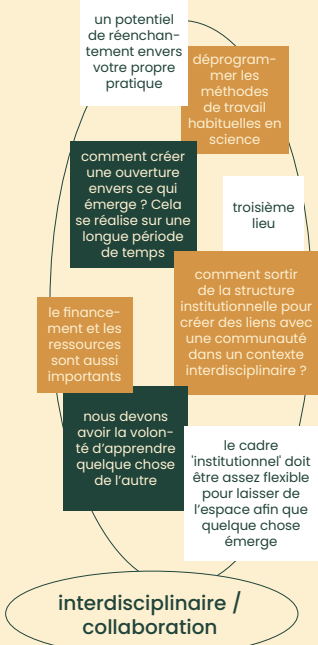 un potentiel
de réenchan-
tement envers
votre propre
pratique
déprogram-
mer les
méthodes
de travail
habituelles en
science
comment créer
une ouverture
envers ce qui
émerge ? Cela
se réalise sur une
longue période
de temps
troisième
lieu
comment sortir
de la structure
institutionnelle pour
créer des liens avec
une communauté
dans un contexte
interdisciplinaire ?
le finance-
ment et les
ressources
sont aussi
importants
nous devons
avoir la volon-
té d'apprendre
quelque chose
de l'autre
le cadre
'institutionnel' doit
être assez flexible
pour laisser de
l'espace afin que
quelque chose
émerge
interdisciplinaire /
collaboration